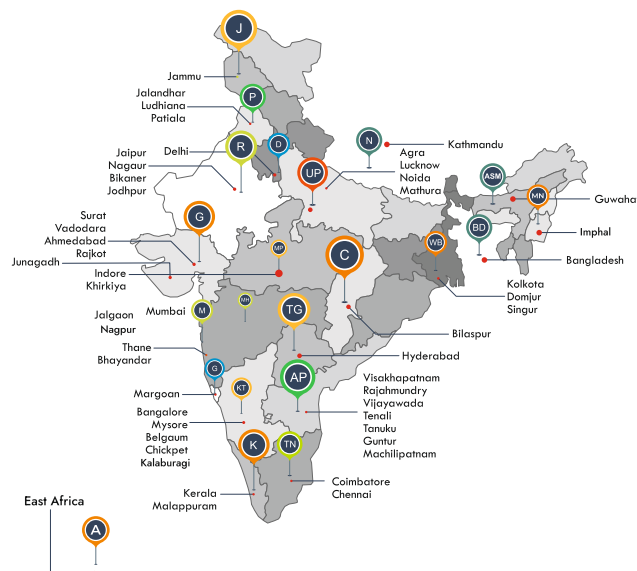 J
Jammu
P
Jalandhar
Ludhiana
Patiala
R
D
N
Kathmandu
Jaipur
Delhi
Nagaur
Bikaner
Jodhpur
UP
Agra
Lucknow
Noida
Mathura
ASM
MN
Guwaha
G
BD
Imphal
Surat
Vadodara
Ahmedabad
Rajkot
Junagadh
MP
C
WB
Bangladesh
Indore
Khirkiya
Kolkota
Domjur
Singur
MH
M
Mumbai
TG
Jalgaon
Nagpur
Bilaspur
Thane
Bhayandar
Hyderabad
G
AP
KT
Margoan
Visakhapatnam
Rajahmundry
Vijayawada
Tenali
Tanuku
Guntur
Machilipatnam
Bangalore
Mysore
Belgaum
Chickpet
Kalaburagi
K
TN
Coimbatore
Chennai
Kerala
Malappuram
East Africa
A